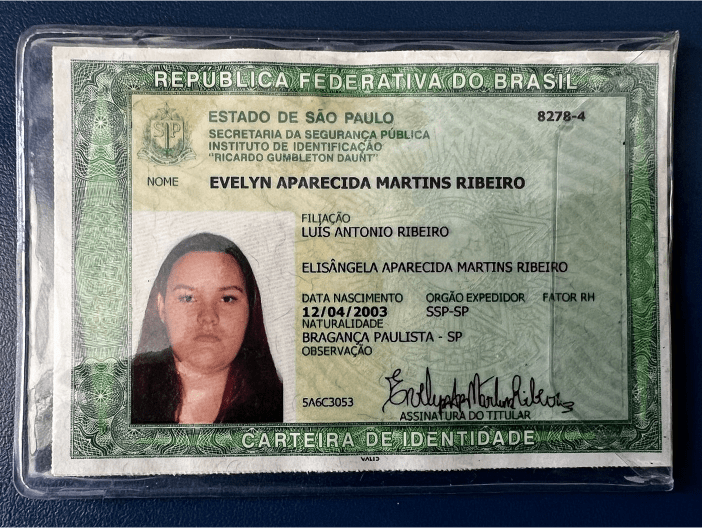 REPÚBLICA FEDERATIVA DO BRASIL
ESTADO DE SÃO PAULO
8278-4
SECRETARIA DA SEGURANÇA PÚBLICA
INSTITUTO DE IDENTIFICAÇÃO
"RICARDO GUMBLETON DAUNT"
NOME EVELYN APARECIDA MARTINS RIBEIRO
FILIAÇÃO
LUÍS ANTONIO RIBEIRO
ELISÂNGELA APARECIDA MARTINS RIBEIRO
DATA NASCIMENTO ORGÃO EXPEDIDOR FATOR RH
12/04/2003 SSP-SP
NATURALIDADE
BRAGANÇA PAULISTA - SP
OBSERVAÇÃO
5A6C3053
Evelyn Ap Martins Ribeiro
ASSINATURA DO TITULAR
CARTEIRA DE IDENTIDADE